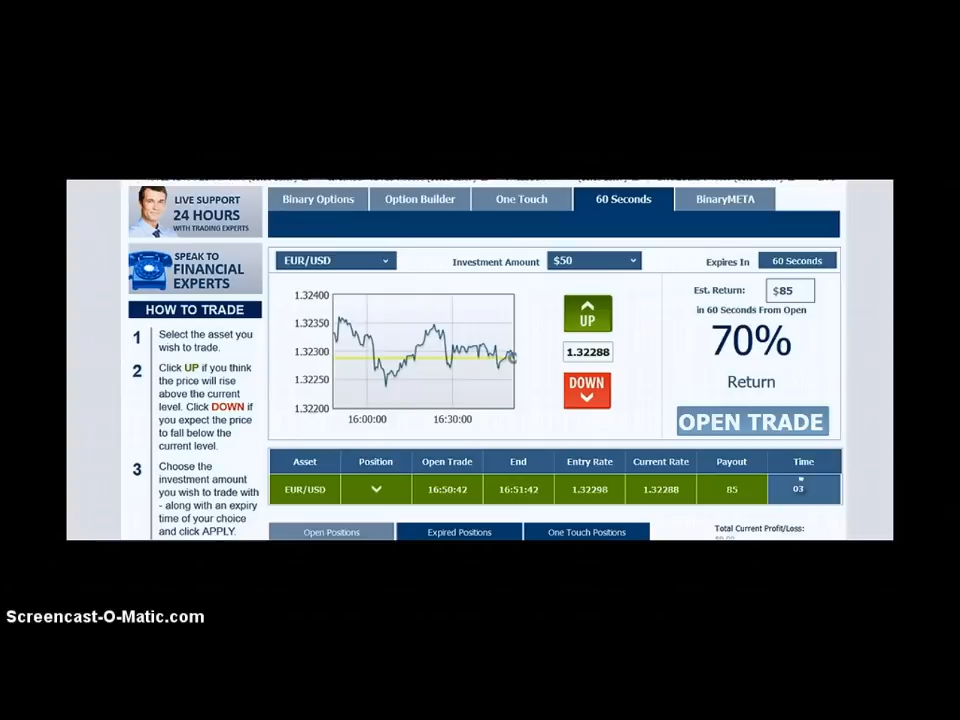 LIVE SUPPORT
24 HOURS
WITH TRADING EXPERTS
SPEAK TO
FINANCIAL
EXPERTS
HOW TO TRADE
1 Select the asset you
wish to trade.
2 Click UP if you think
the price will rise
above the current
level. Click DOWN if
you expect the price
to fall below the
current level.
3 Choose the
investment amount
you wish to trade with
- along with an expiry
time of your choice
and click APPLY.
Binary Options Option Builder One Touch 60 Seconds BinaryMETA
EUR/USD Investment Amount $50 Expires In 60 Seconds
1.32400
1.32350
1.32300
1.32250
1.32200
16:00:00 16:30:00
UP
1.32288
DOWN
Est. Return: $85
in 60 Seconds From Open
70%
Return
OPEN TRADE
Asset Position Open Trade End Entry Rate Current Rate Payout Time
EUR/USD 16:50:42 16:51:42 1.32298 1.32288 85 03
Open Positions Expired Positions One Touch Positions Total Current Profit/Loss:
Screencast-O-Matic.com